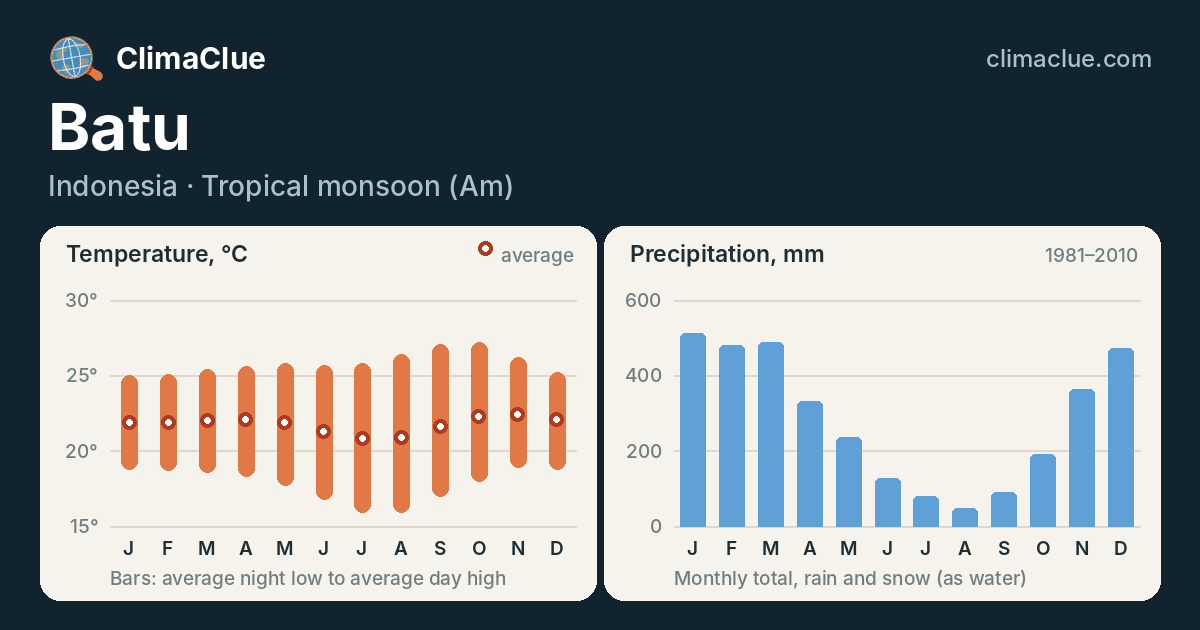 ClimaClue
climaclue.com
Batu
Indonesia · Tropical monsoon (Am)
Temperature, °C
average
30°
25°
20°
15°
J F M A M J J A S O N D
Bars: average night low to average day high
Precipitation, mm
1981–2010
600
400
200
0
J F M A M J J A S O N D
Monthly total, rain and snow (as water)